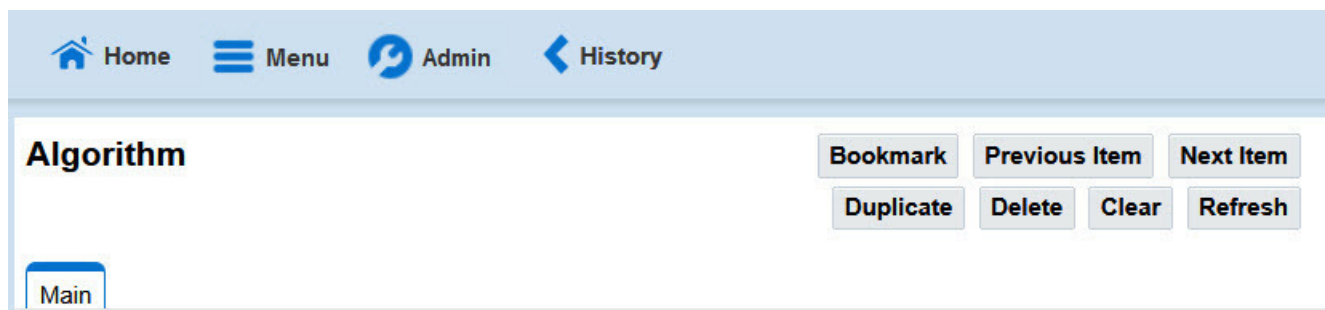 Home Menu Admin History
Algorithm
Bookmark Previous Item Next Item
Duplicate Delete Clear Refresh
Main